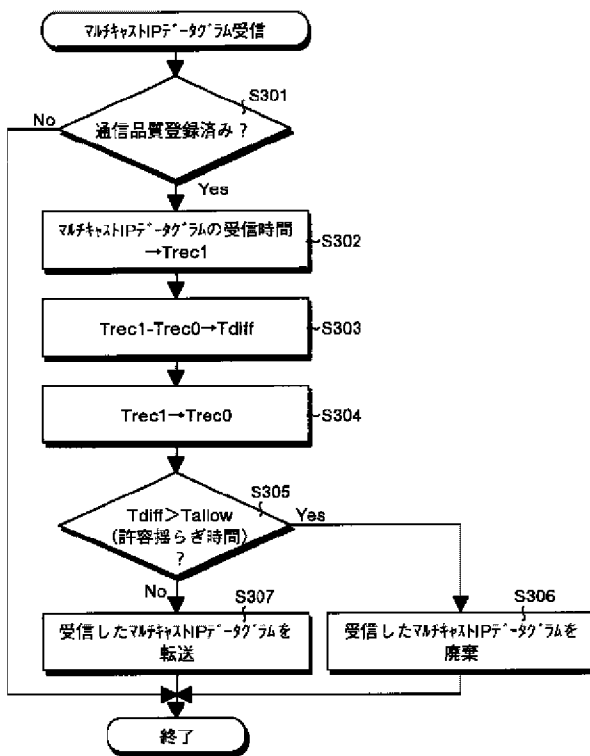 マルチキャストIPデータグラム受信
S301
No
通信品質登録済み？
Yes
マルチキャストIPデータグラムの受信時間
→Trec1
S302
Trec1-Trec0→Tdiff
S303
Trec1→Trec0
S304
S305
Tdiff>Tallow
(許容揺らぎ時間)
?
Yes
No
S307
受信したマルチキャストIPデータグラムを
転送
S306
受信したマルチキャストIPデータグラムを
廃棄
終了